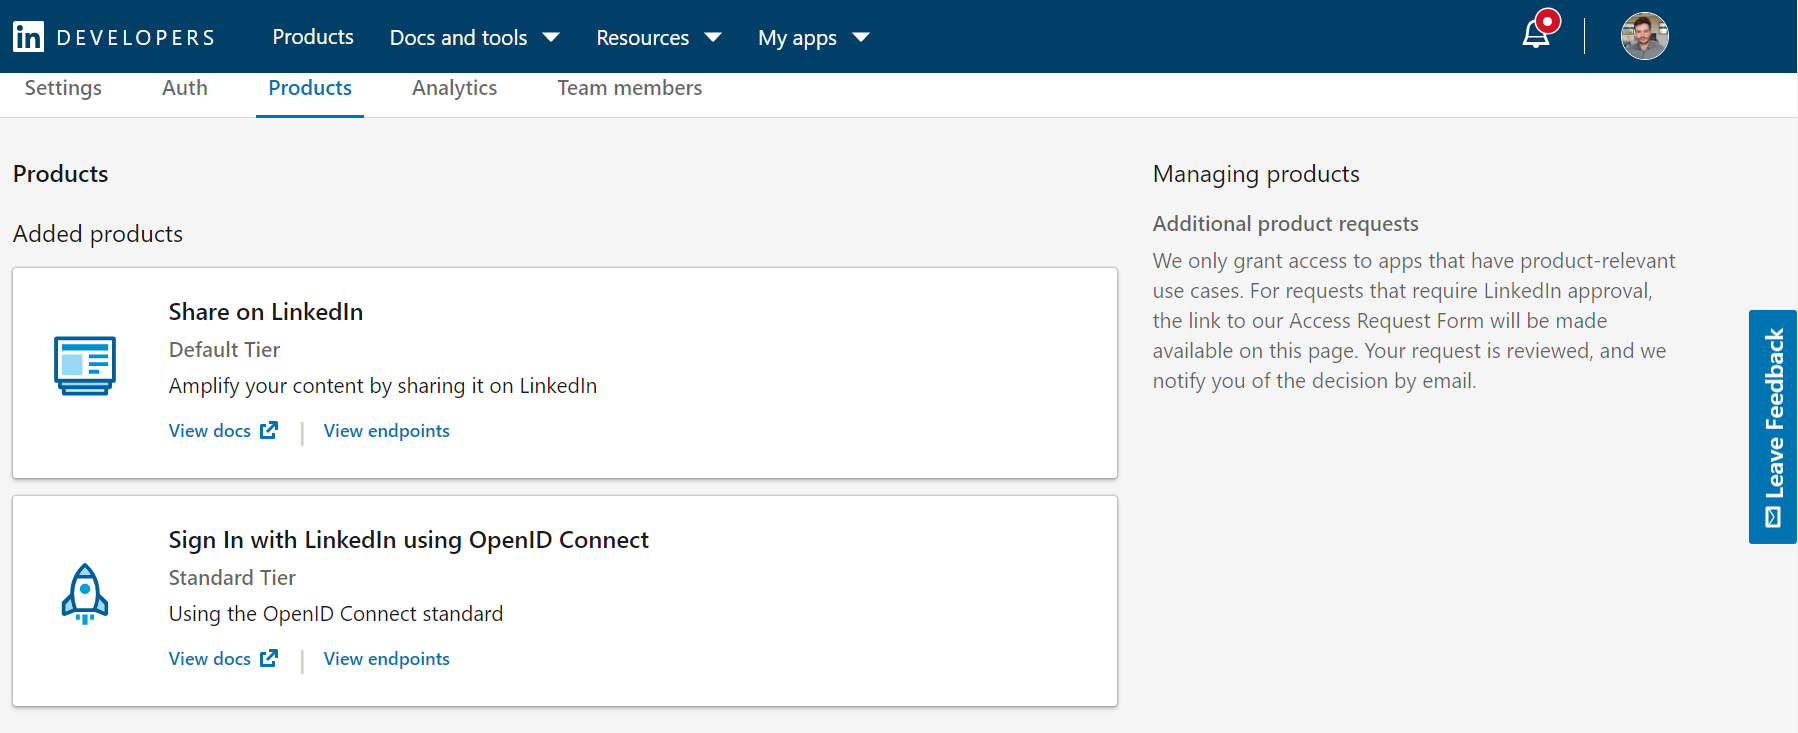 in DEVELOPERS Products Docs and tools Resources My apps
Settings Auth Products Analytics Team members
Products
Added products
Share on LinkedIn
Default Tier
Amplify your content by sharing it on LinkedIn
View docs | View endpoints
Sign In with LinkedIn using OpenID Connect
Standard Tier
Using the OpenID Connect standard
View docs | View endpoints
Managing products
Additional product requests
We only grant access to apps that have product-relevant
use cases. For requests that require LinkedIn approval,
the link to our Access Request Form will be made
available on this page. Your request is reviewed, and we
notify you of the decision by email.
Leave Feedback